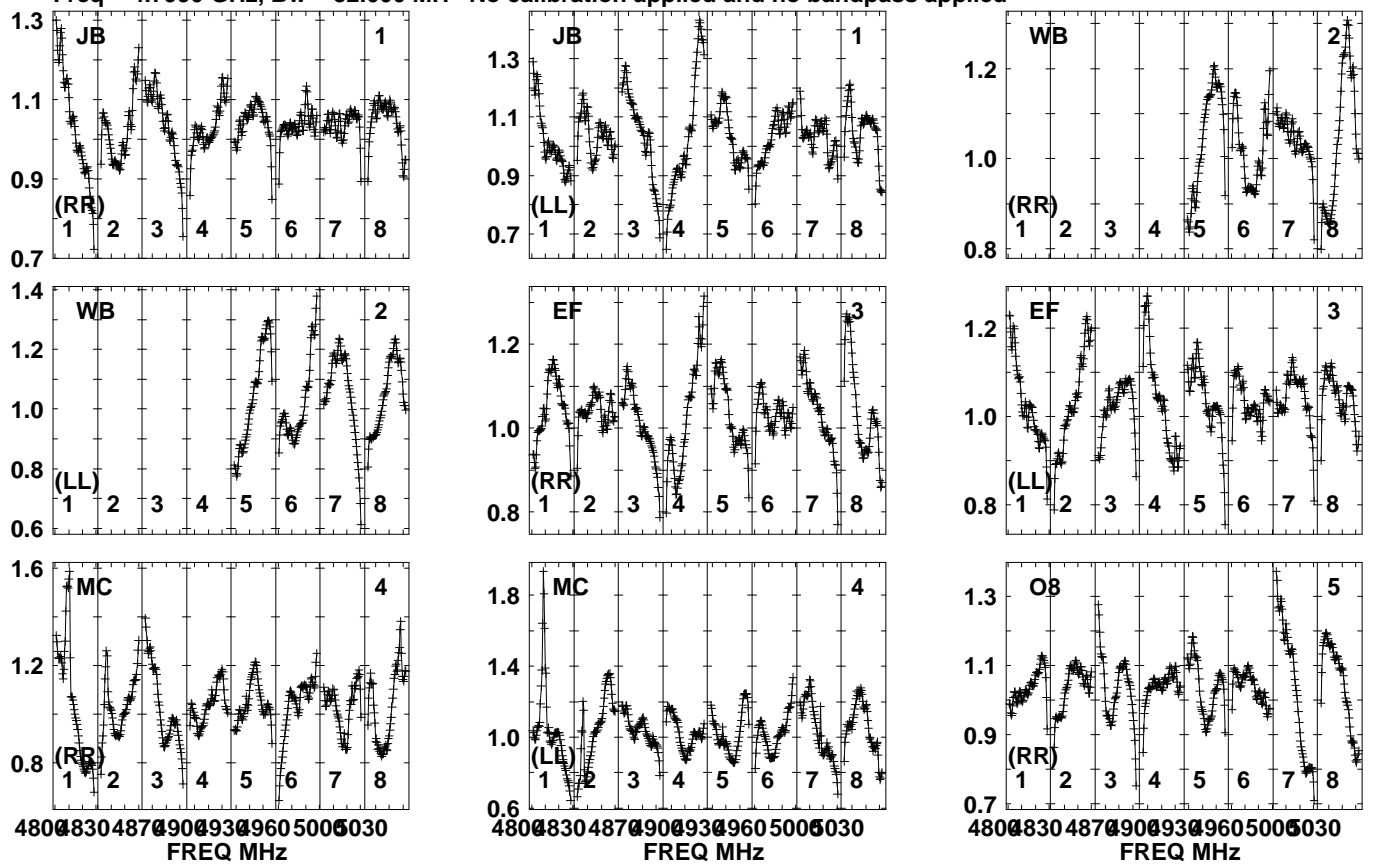 No calibration applied and no bandpass applied
1.3 JB 1
1.1
0.9
(RR)
1 2 3 4 5 6 7 8
0.7
JB 1
1.3
1.0
(LL)
0.7
1 2 3 4 5 6 7 8
WB 2
1.2
1.0
(RR)
0.8
1 2 3 4 5 6 7 8
1.4 WB 2
1.2
1.0
0.8
(LL)
1 2 3 4 5 6 7 8
0.6
EF 3
1.2
1.0
(RR)
0.8
1 2 3 4 5 6 7 8
EF 3
1.2
1.0
(LL)
0.8
1 2 3 4 5 6 7 8
1.6 MC 4
1.2
(RR)
0.8
1 2 3 4 5 6 7 8
4800 4830 4870 4900 4930 4960 5000 5030
FREQ MHz
MC 4
1.8
1.4
1.0
(LL)
1 2 3 4 5 6 7 8
0.6
4800 4830 4870 4900 4930 4960 5000 5030
FREQ MHz
O8 5
1.3
1.1
0.9
(RR)
1 2 3 4 5 6 7 8
0.7
4800 4830 4870 4900 4930 4960 5000 5030
FREQ MHz